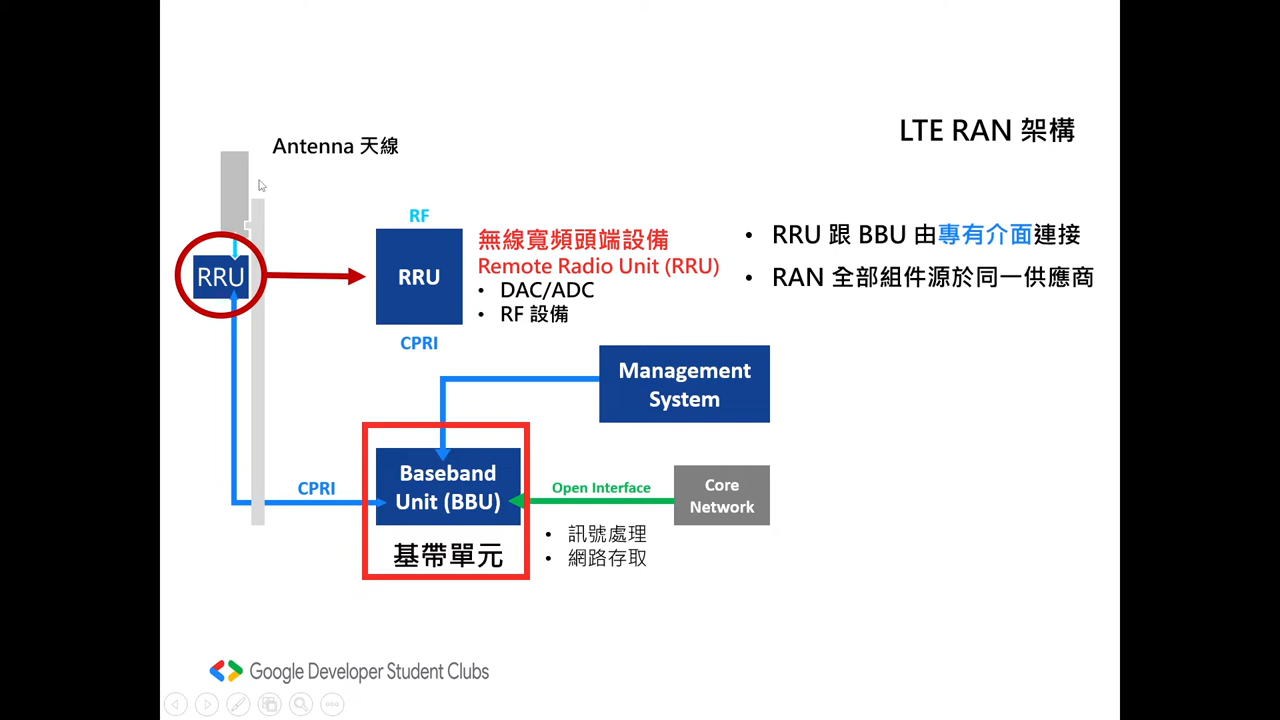 LTE RAN 架構
Antenna 天線
RRU
RF
RRU
CPRI
無線寬頻頭端設備
Remote Radio Unit (RRU)
• DAC/ADC
• RF 設備
• RRU 跟 BBU 由專有介面連接
• RAN 全部組件源於同一供應商
Management
System
CPRI
Baseband
Unit (BBU)
基帶單元
Open Interface
Core
Network
• 訊號處理
• 網路存取
Google Developer Student Clubs